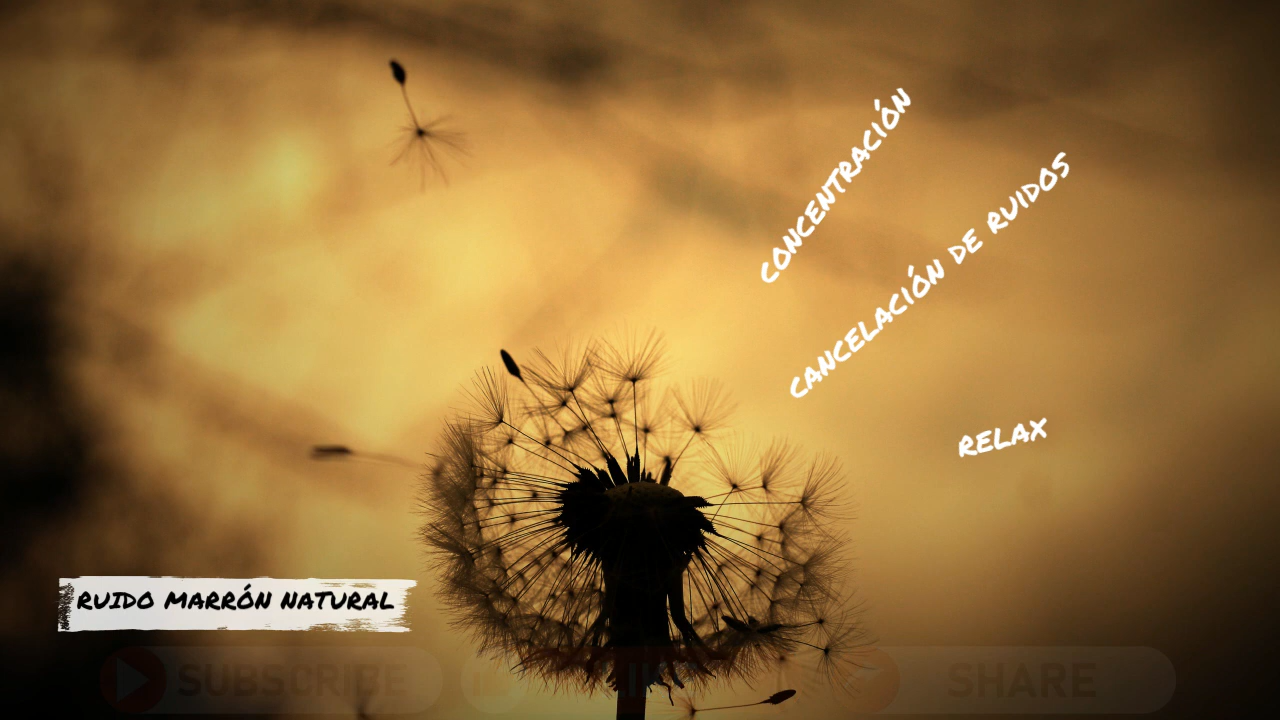 CONCENTRACIÓN
CANCELACIÓN DE RUIDOS
RELAX
RUIDO MARRÓN NATURAL
SUBSCRIBE
SHARE